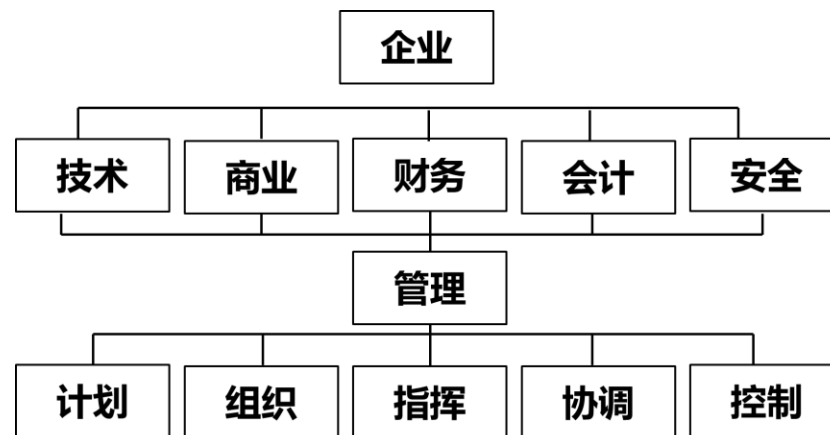 企业
技术 商业 财务 会计 安全
管理
计划 组织 指挥 协调 控制